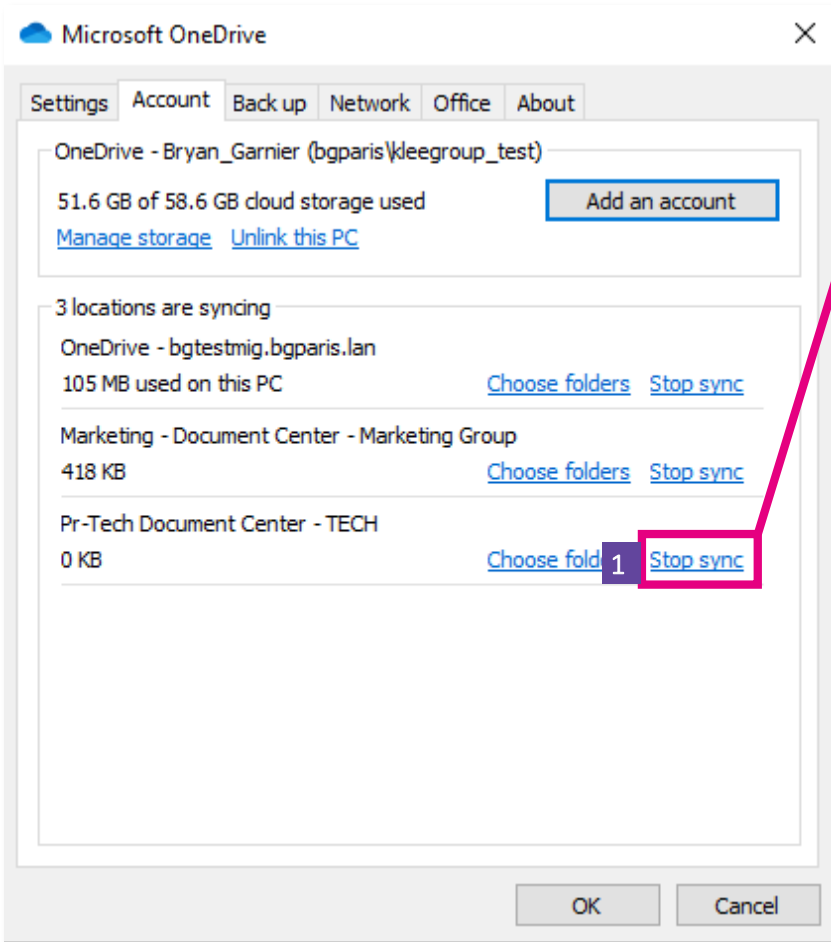 Microsoft OneDrive
Settings Account Back up Network Office About
OneDrive - Bryan_Garnier (bgparis\kleegroup_test)
51.6 GB of 58.6 GB cloud storage used Add an account
Manage storage Unlink this PC
3 locations are syncing
OneDrive - bgtestmig.bgparis.lan
105 MB used on this PC Choose folders Stop sync
Marketing - Document Center - Marketing Group
418 KB Choose folders Stop sync
Pr-Tech Document Center - TECH
0 KB Choose fold 1 Stop sync
OK Cancel